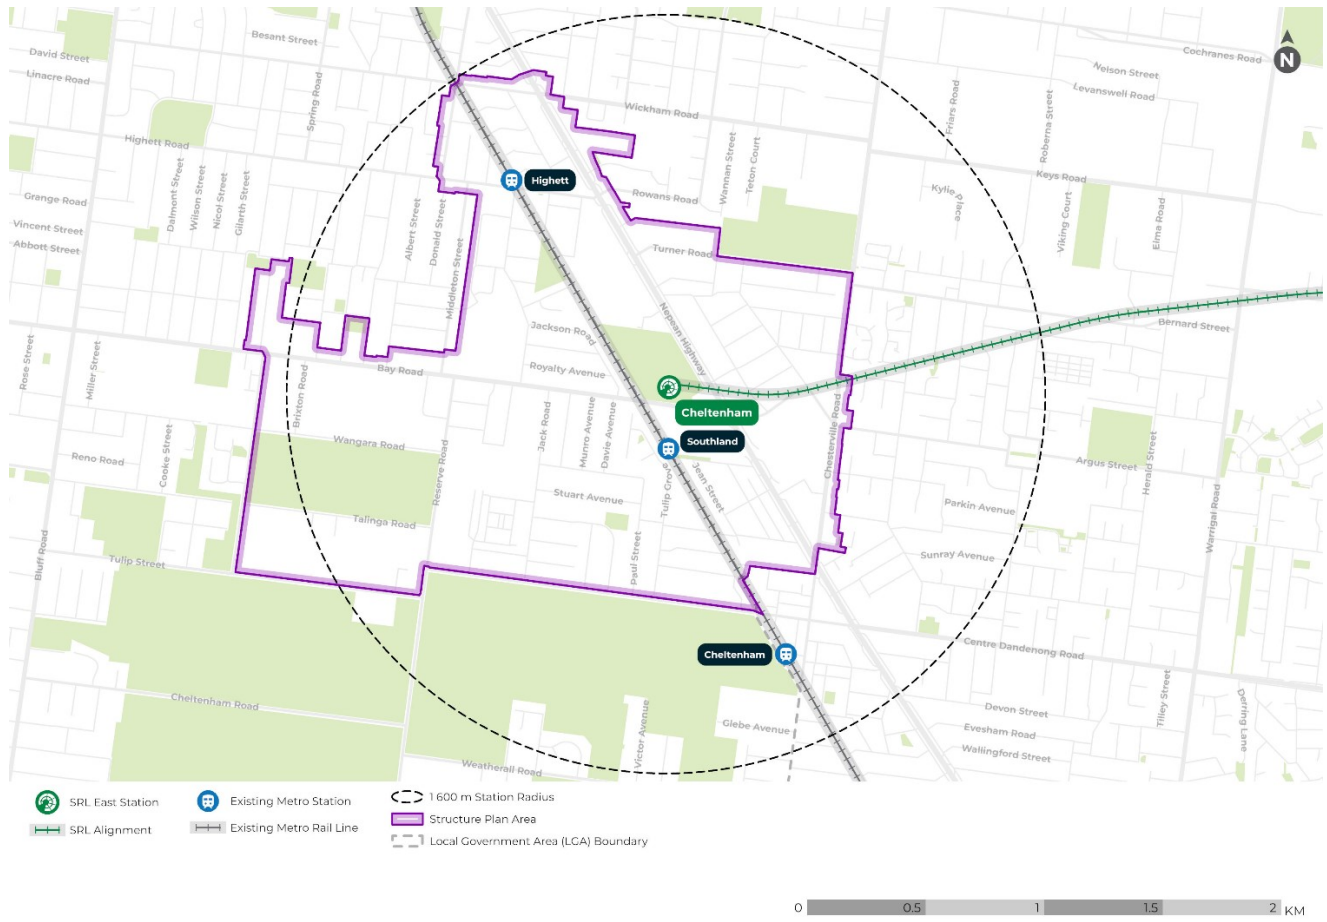 Besant Street
David Street
Linacre Road
Spring Road
Cochranes Road
Nelson Street
Levanswell Road
N
Wickham Road
Friars Road
Roberna Street
Highett Road
Highett
Wannan Street
Teton Court
Keys Road
Grange Road
Dalmont Street
Wilson Street
Nicol Street
Gilarth Street
Rowans Road
Kylie Place
Viking Court
Elma Road
Vincent Street
Abbott Street
Albert Street
Donald Street
Middleton Street
Turner Road
Nepean Highway
Bernard Street
Jackson Road
Rose Street
Miller Street
Bay Road
Royalty Avenue
Cheltenham
Brixton Road
Southland
Jack Road
Munro Avenue
Davie Avenue
Chesterville Road
Wangara Road
Reno Road
Cooke Street
Reserve Road
Tulip Grove
Jean Street
Argus Street
Herald Street
Warrigal Road
Stuart Avenue
Parkin Avenue
Talinga Road
Bluff Road
Tulip Street
Paul Street
Sunray Avenue
Cheltenham
Centre Dandenong Road
Cheltenham Road
Victor Avenue
Glebe Avenue
Devon Street
Evesham Road
Wallingford Street
Tilley Street
Derring Lane
Weatherall Road
SRL East Station
Existing Metro Station
1 600 m Station Radius
SRL Alignment
Existing Metro Rail Line
Structure Plan Area
Local Government Area (LGA) Boundary
0 0.5 1 1.5 2 KM